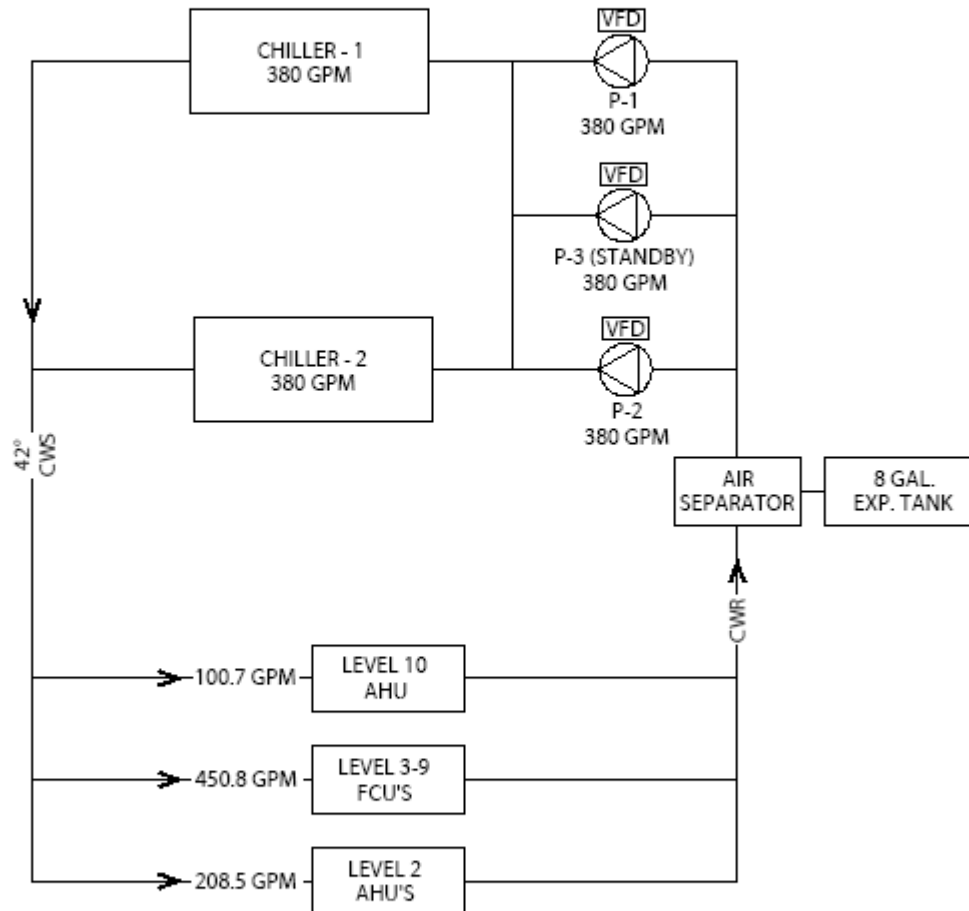 VFD
CHILLER - 1
380 GPM
P-1
380 GPM
VFD
P-3 (STANDBY)
380 GPM
VFD
CHILLER - 2
380 GPM
P-2
380 GPM
42°
CWS
AIR
SEPARATOR
8 GAL.
EXP. TANK
CWR
100.7 GPM
LEVEL 10
AHU
450.8 GPM
LEVEL 3-9
FCU'S
208.5 GPM
LEVEL 2
AHU'S